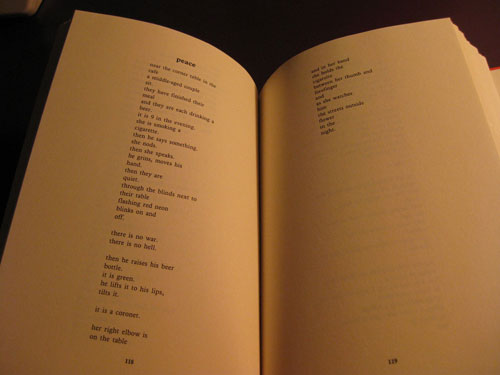 peace
near the corner table in the
cafe
a middle-aged couple
sit.
they have finished their
meal
and they are each drinking a
beer.
it is 9 in the evening.
she is smoking a
cigarette.
then he says something.
she nods.
then she speaks.
he grins, moves his
hand.
then they are
quiet.
through the blinds next to
their table
flashing red neon
blinks on and
off.
there is no war.
there is no hell.
then he raises his beer
bottle.
it is green.
he lifts it to his lips,
tilts it.
it is a coronet.
her right elbow is
on the table
118
and in her hand
she holds the
cigarette
between her thumb and
forefinger
and
as she watches
him
the streets outside
flower
in the
night.
119